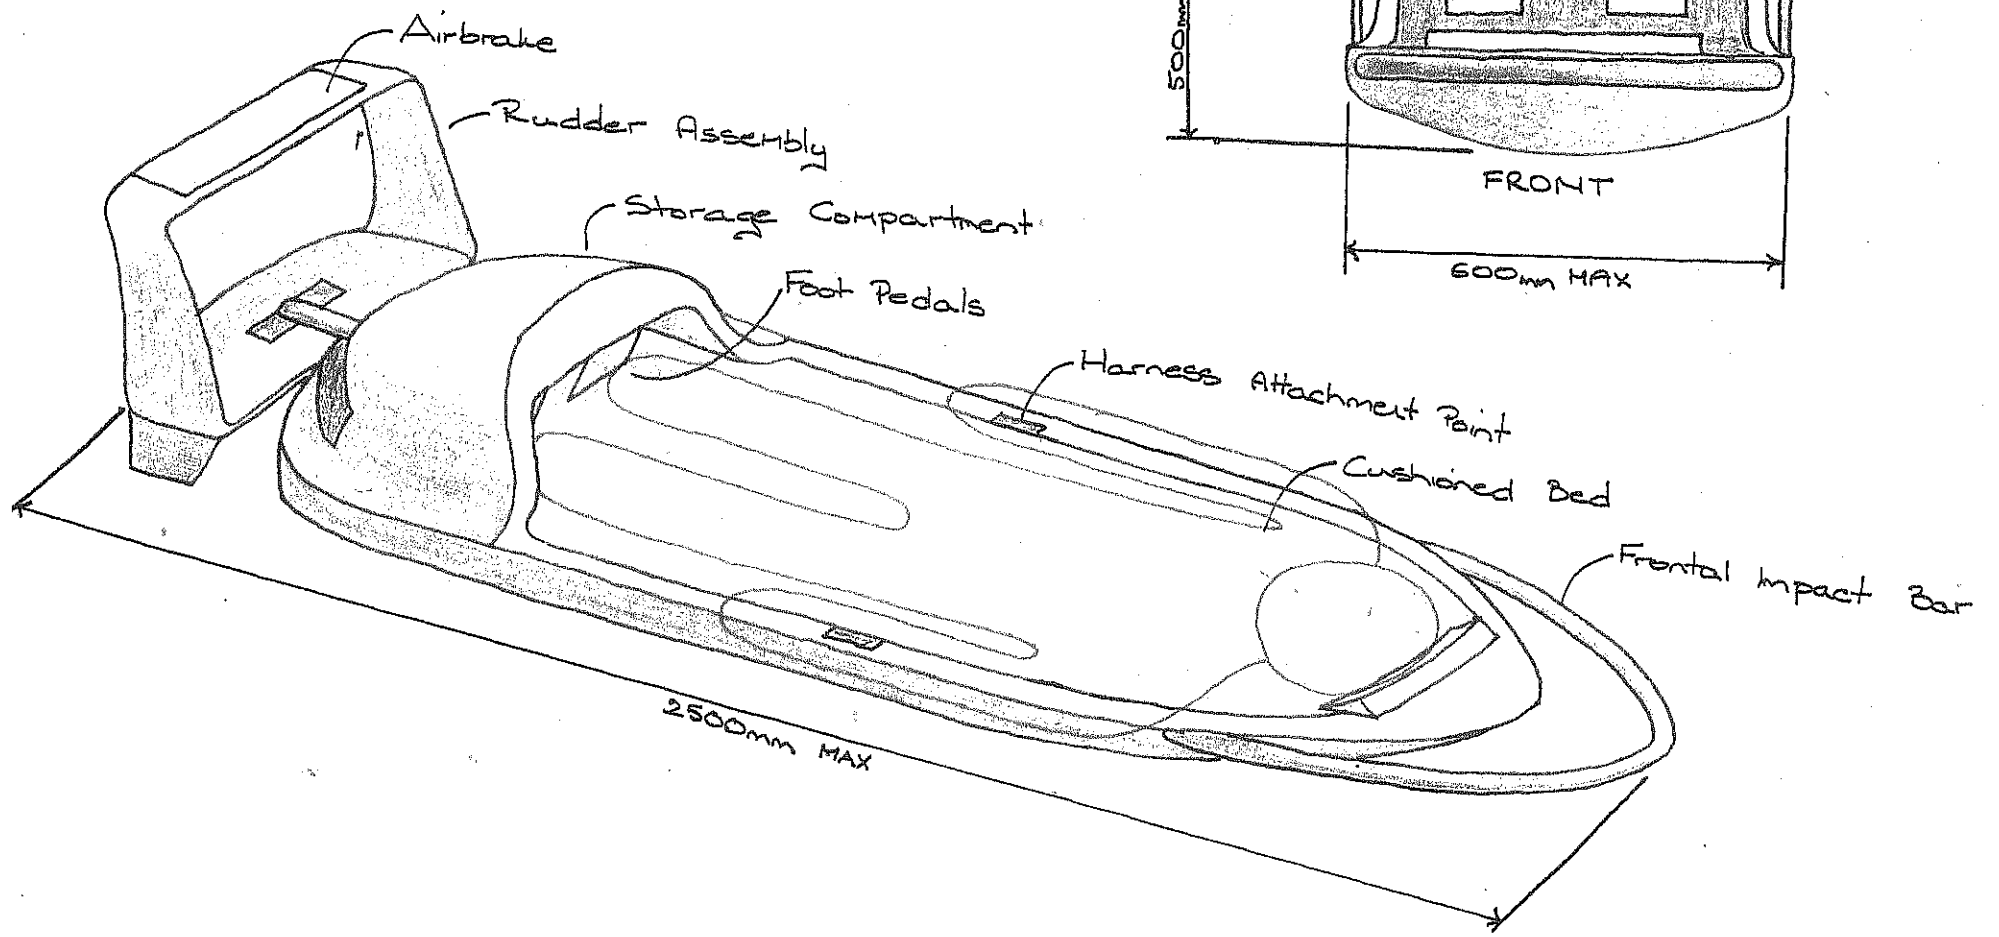 Airbrake
Rudder Assembly
Storage Compartment
Foot Pedals
Harness Attachment Point
Cushioned Bed
Frontal Impact Bar
2500mm MAX
500mm
FRONT
600mm MAX